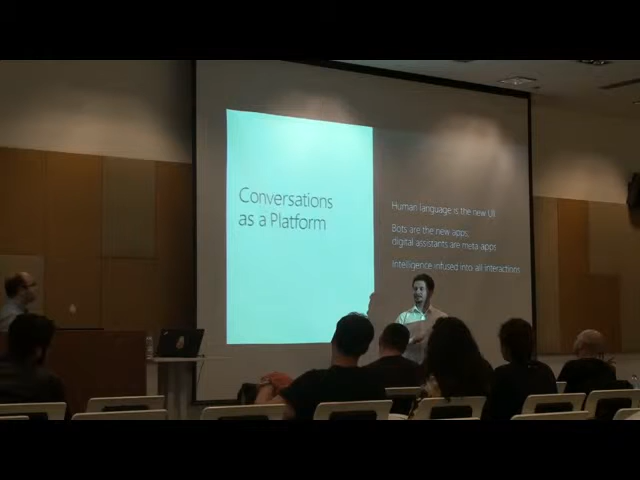 Conversations
as a Platform
Human language is the new UI
Bots are the new apps;
digital assistants are meta-apps
Intelligence infused into all interactions